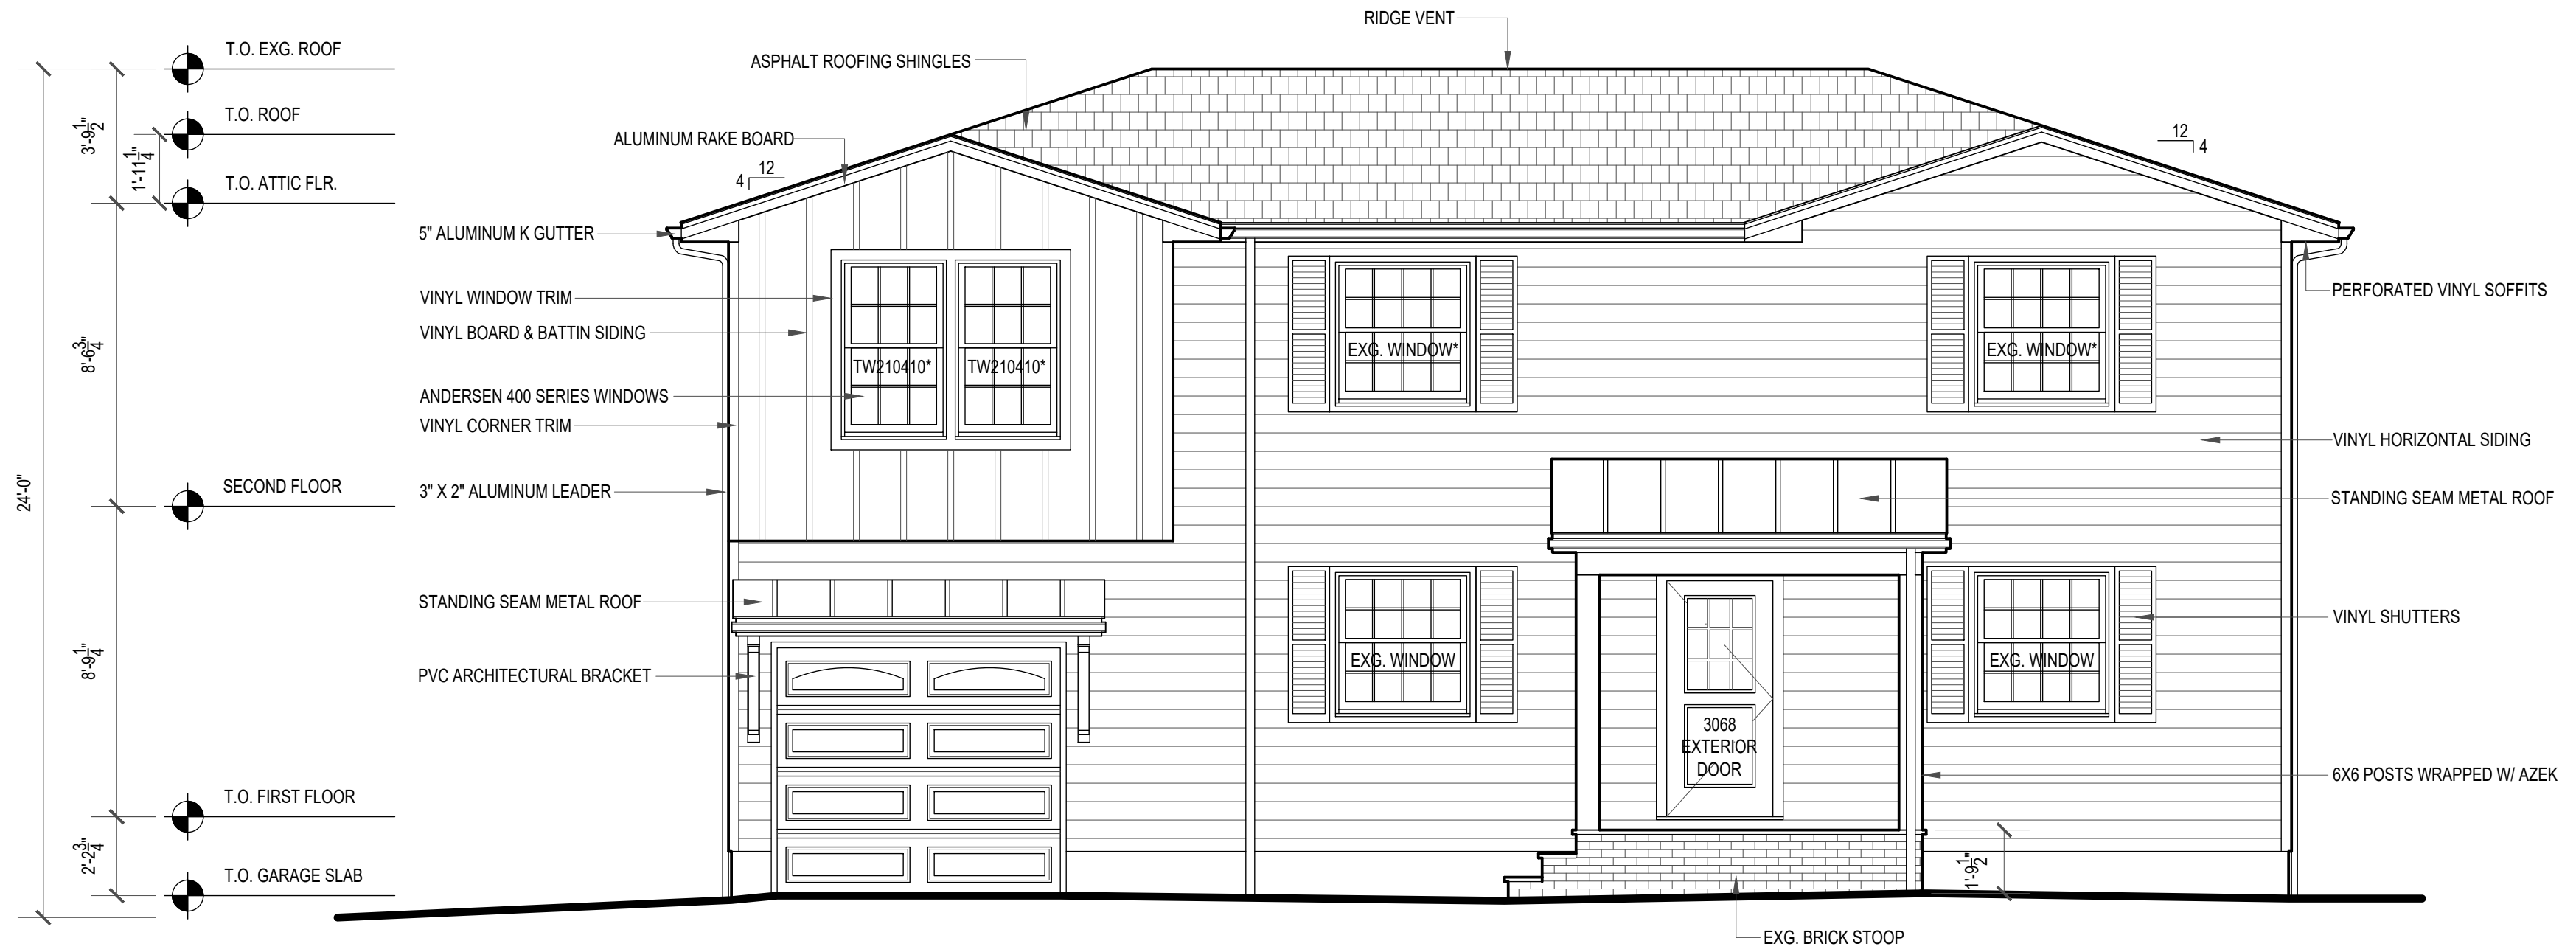 RIDGE VENT
T.O. EXG. ROOF
ASPHALT ROOFING SHINGLES
T.O. ROOF
3'-9 1/2"
1'-11 1/4"
ALUMINUM RAKE BOARD
12
4
12
4
T.O. ATTIC FLR.
5" ALUMINUM K GUTTER
VINYL WINDOW TRIM
PERFORATED VINYL SOFFITS
VINYL BOARD & BATTIN SIDING
8'-6 3/4"
TW210410*
TW210410*
EXG. WINDOW*
EXG. WINDOW*
ANDERSEN 400 SERIES WINDOWS
VINYL CORNER TRIM
VINYL HORIZONTAL SIDING
24'-0"
SECOND FLOOR
3" X 2" ALUMINUM LEADER
STANDING SEAM METAL ROOF
STANDING SEAM METAL ROOF
VINYL SHUTTERS
8'-9 1/4"
PVC ARCHITECTURAL BRACKET
EXG. WINDOW
EXG. WINDOW
3068
EXTERIOR
DOOR
6X6 POSTS WRAPPED W/ AZEK
T.O. FIRST FLOOR
2'-2 3/4"
T.O. GARAGE SLAB
1'-9 1/2"
EXG. BRICK STOOP